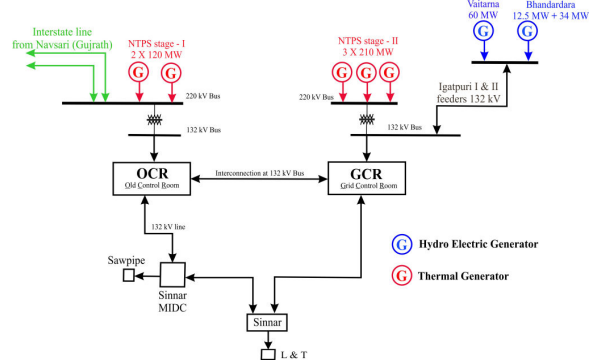 Vaitarna
60 MW
Bhandardara
12.5 MW + 34 MW
G
G
Interstate line
from Navsari (Gujrath)
NTPS stage - I
2 X 120 MW
G
G
NTPS stage - II
3 X 210 MW
G
G
G
Igatpuri I & II
feeders 132 kV
220 kV Bus
220 kV Bus
132 kV Bus
132 kV Bus
OCR
Old Control Room
Interconnection at 132 kV Bus
GCR
Grid Control Room
132 kV line
G Hydro Electric Generator
Sawpipe
G Thermal Generator
Sinnar
MIDC
Sinnar
L & T